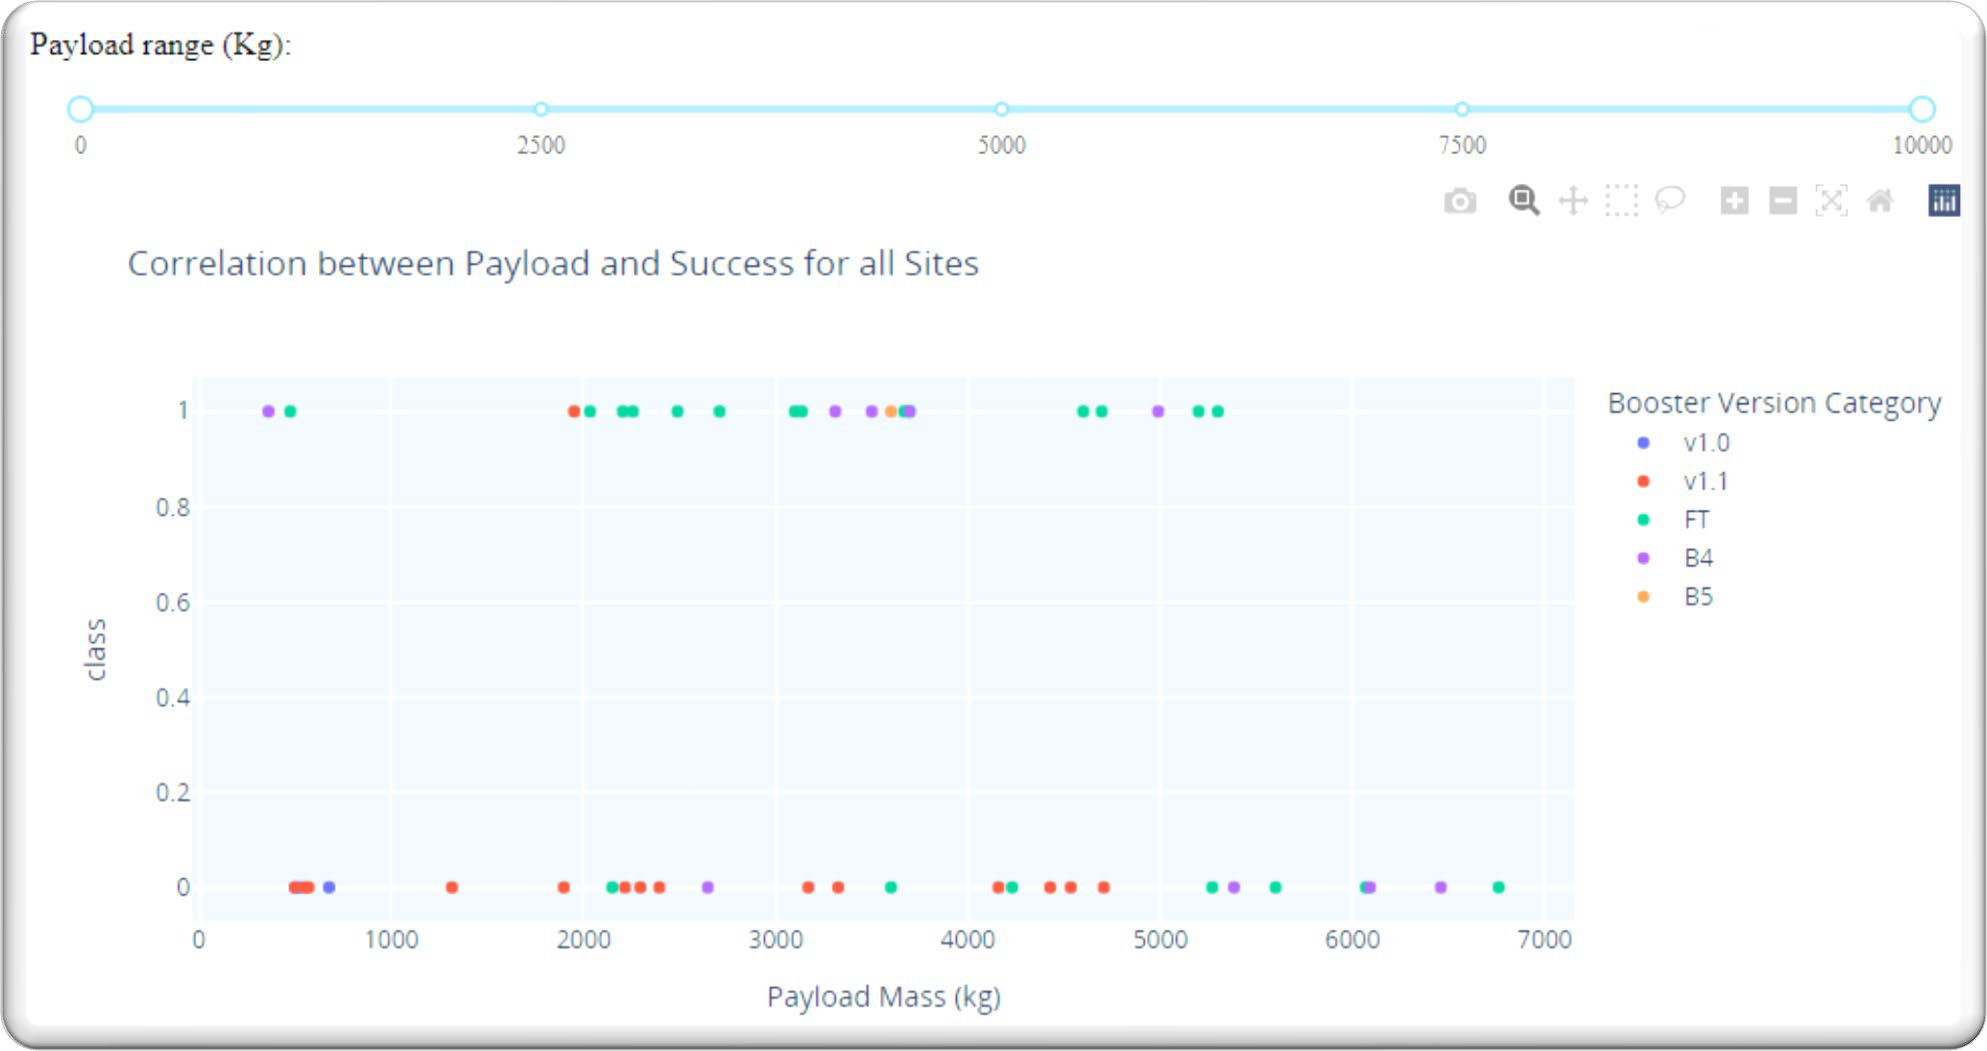 Payload range (Kg):
0 2500 5000 7500 10000
Correlation between Payload and Success for all Sites
1
0.8
0.6
0.4
0.2
0
class
0 1000 2000 3000 4000 5000 6000 7000
Payload Mass (kg)
Booster Version Category
v1.0
v1.1
FT
B4
B5